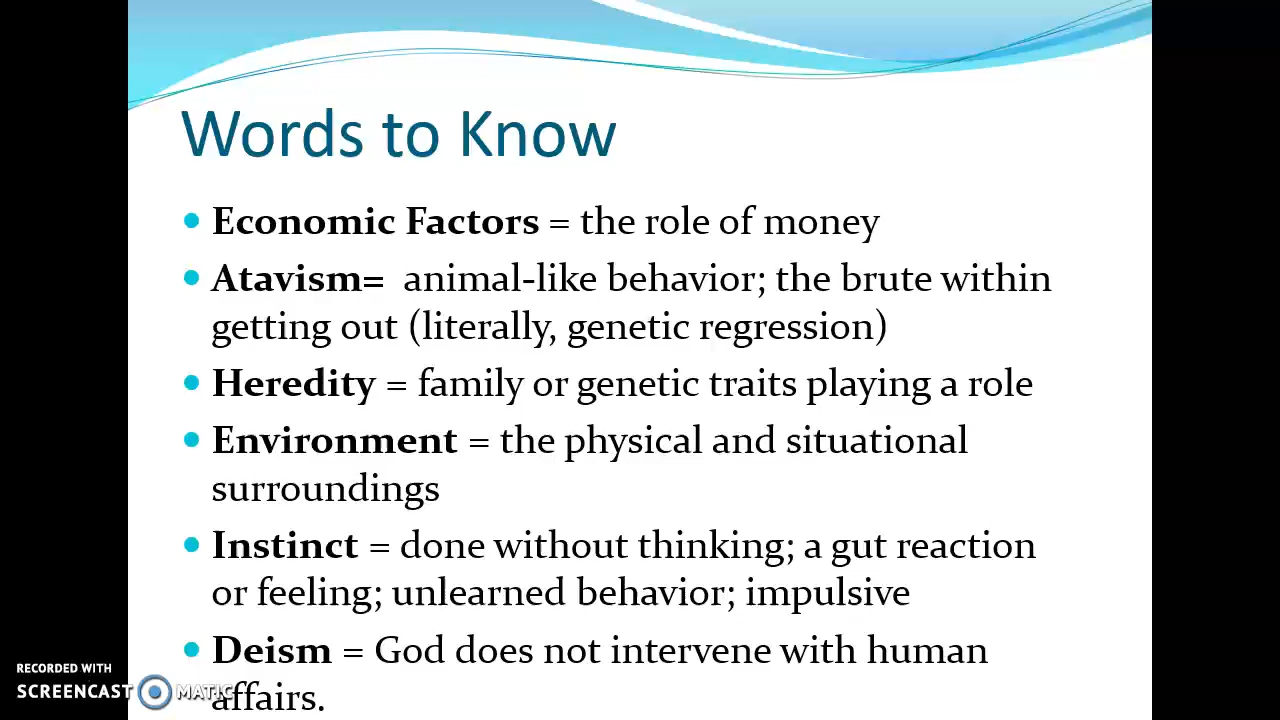 Words to Know
Economic Factors = the role of money
Atavism=  animal-like behavior; the brute within
getting out (literally, genetic regression)
Heredity = family or genetic traits playing a role
Environment = the physical and situational
surroundings
Instinct = done without thinking; a gut reaction
or feeling; unlearned behavior; impulsive
Deism = God does not intervene with human
affairs.
RECORDED WITH
SCREENCAST MATIC